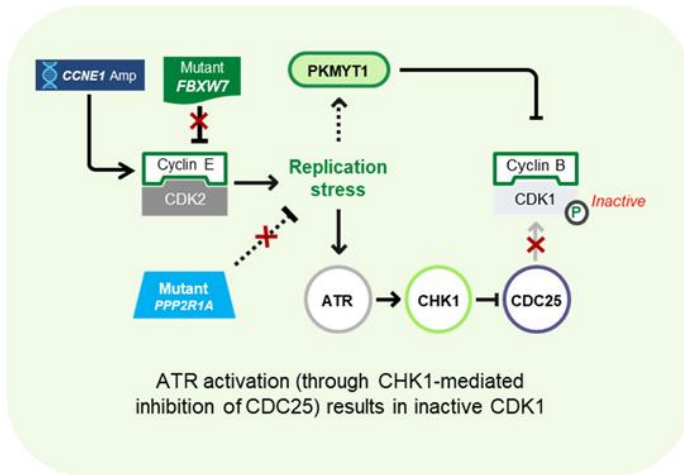 CCNE1 Amp
Mutant
FBXW7
PKMYT1
Cyclin E
CDK2
Replication
stress
Cyclin B
CDK1
P
Inactive
Mutant
PPP2R1A
ATR
CHK1
CDC25
ATR activation (through CHK1-mediated
inhibition of CDC25) results in inactive CDK1